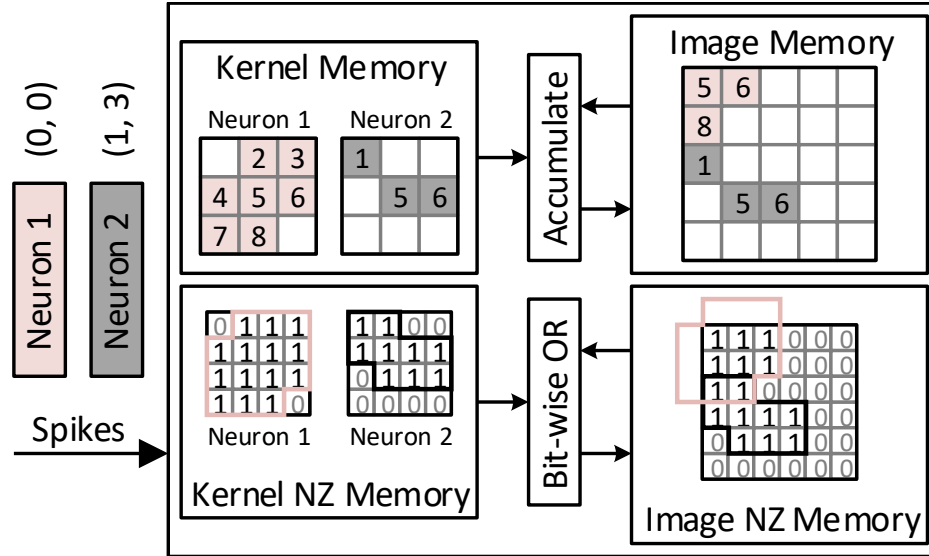 Neuron 1 (0, 0)
Neuron 2 (1, 3)
Spikes
Kernel Memory
Neuron 1
2 3
4 5 6
7 8
Neuron 2
1
5 6
Accumulate
Image Memory
5 6
8
1
5 6
0 1 1 1
1 1 1 1
1 1 1 1
1 1 1 0
Neuron 1
1 1 0 0
1 1 1 1
0 1 1 1
0 0 0 0
Neuron 2
Kernel NZ Memory
Bit-wise OR
1 1 1 0 0 0
1 1 1 0 0 0
1 1 0 0 0 0
1 1 1 1 0 0
0 1 1 1 0 0
0 0 0 0 0 0
Image NZ Memory